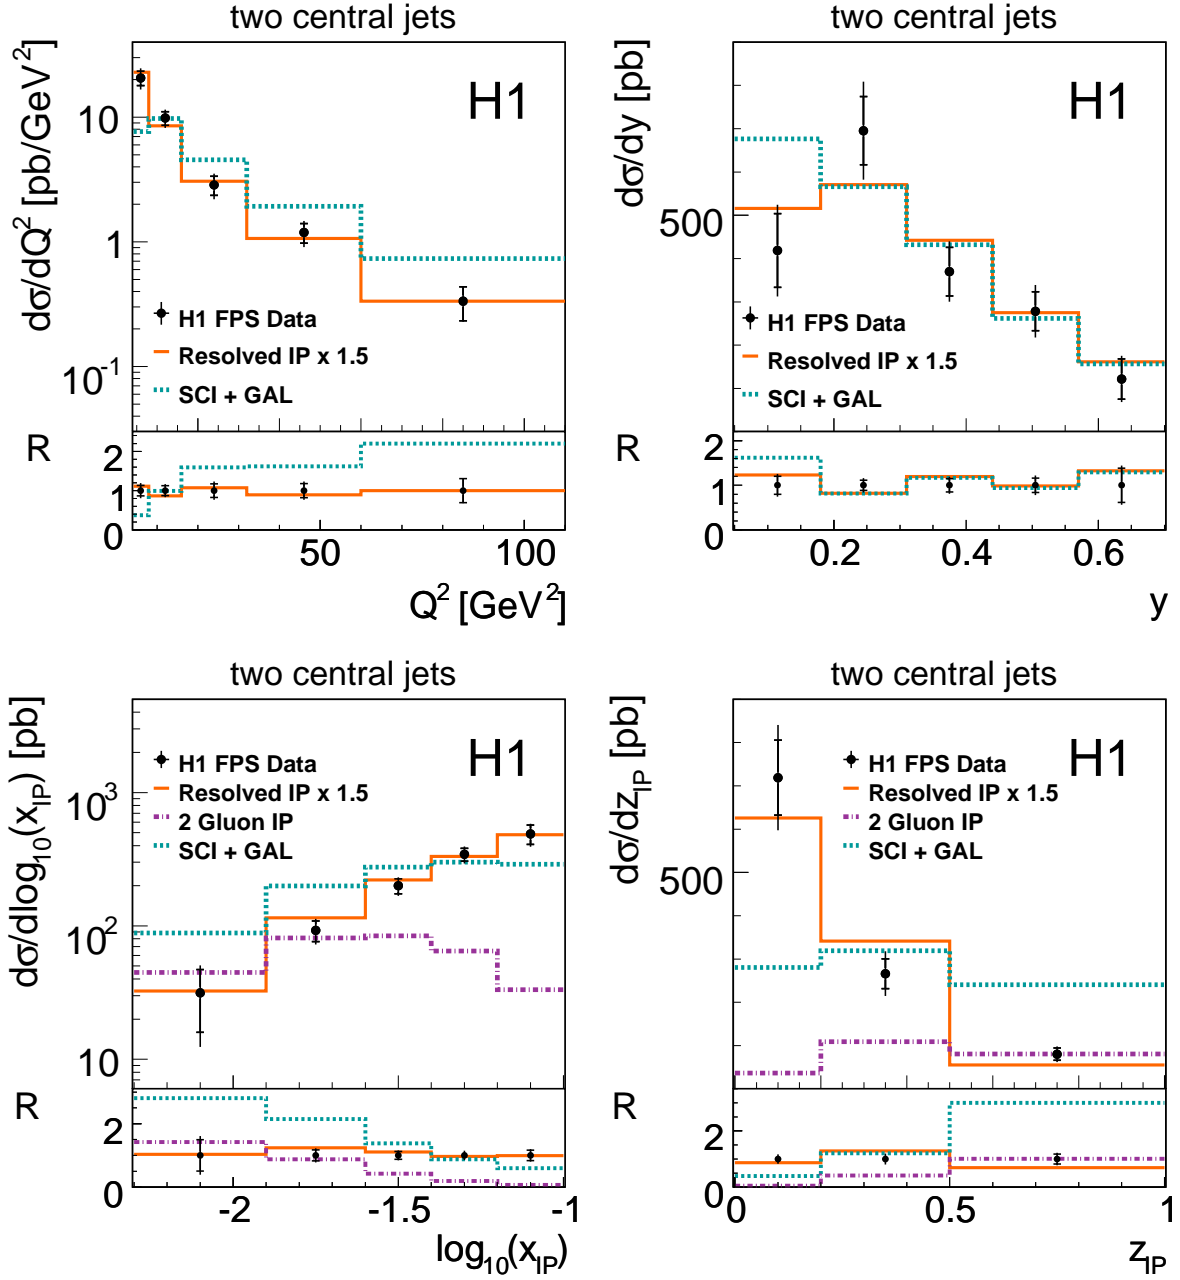 two central jets
dσ/dQ² [pb/GeV²]
H1
10
1
10⁻¹
H1 FPS Data
Resolved IP x 1.5
SCI + GAL
R
2
1
0
50
100
Q² [GeV²]
two central jets
dσ/dy [pb]
H1
500
H1 FPS Data
Resolved IP x 1.5
SCI + GAL
R
2
1
0
0.2
0.4
0.6
y
two central jets
dσ/dlog₁₀(x_IP) [pb]
H1
10³
10²
10
H1 FPS Data
Resolved IP x 1.5
2 Gluon IP
SCI + GAL
R
2
0
-2
-1.5
-1
log₁₀(x_IP)
two central jets
dσ/dz_IP [pb]
H1
500
H1 FPS Data
Resolved IP x 1.5
2 Gluon IP
SCI + GAL
R
2
0
0
0.5
1
z_IP